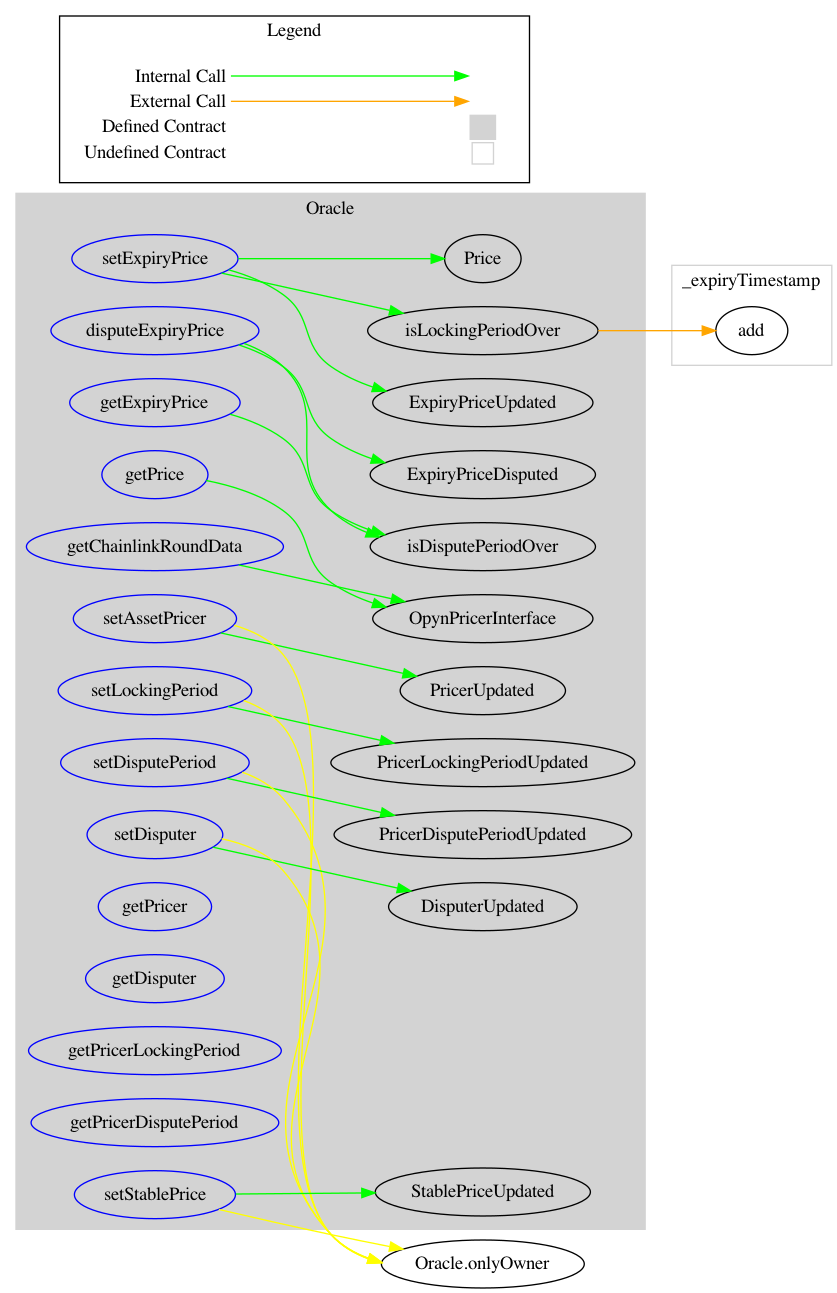 Legend
Internal Call
External Call
Defined Contract
Undefined Contract
Oracle
setExpiryPrice
Price
_expiryTimestamp
disputeExpiryPrice
isLockingPeriodOver
add
getExpiryPrice
ExpiryPriceUpdated
getPrice
ExpiryPriceDisputed
getChainlinkRoundData
isDisputePeriodOver
setAssetPricer
OpynPricerInterface
setLockingPeriod
PricerUpdated
setDisputePeriod
PricerLockingPeriodUpdated
setDisputer
PricerDisputePeriodUpdated
getPricer
DisputerUpdated
getDisputer
getPricerLockingPeriod
getPricerDisputePeriod
setStablePrice
StablePriceUpdated
Oracle.onlyOwner